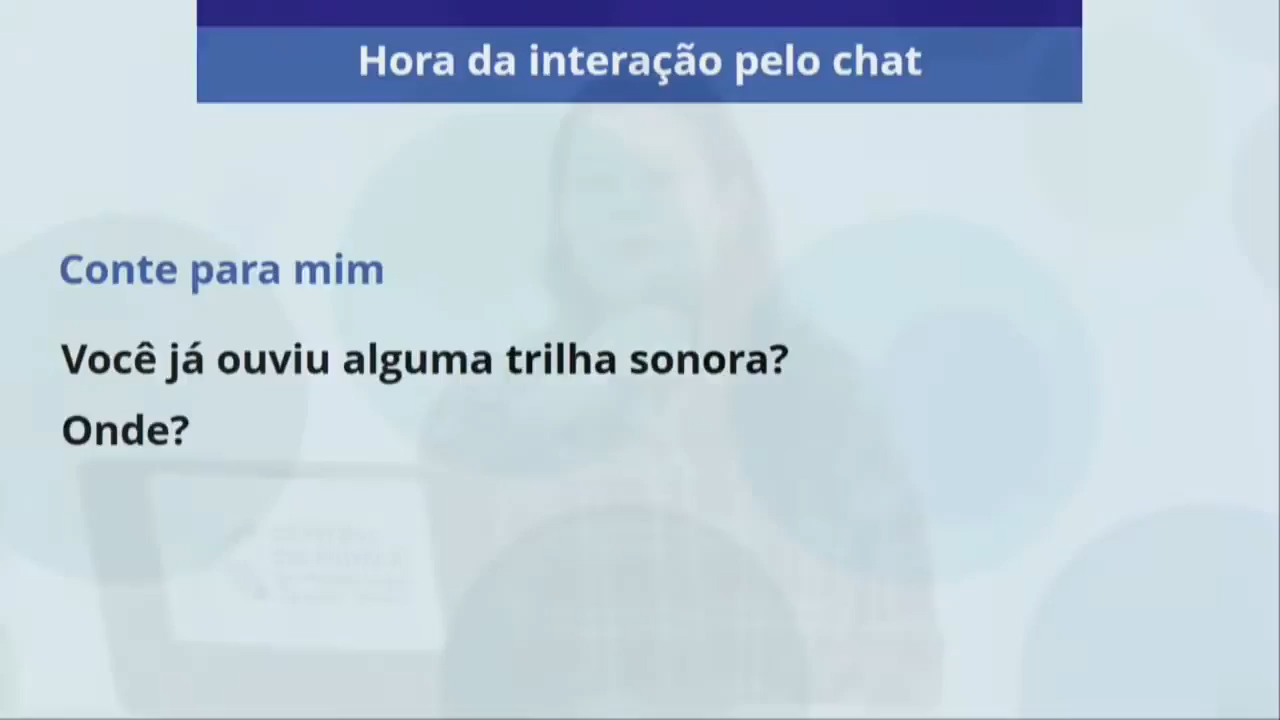 Hora da interação pelo chat
Conte para mim
Você já ouviu alguma trilha sonora?
Onde?